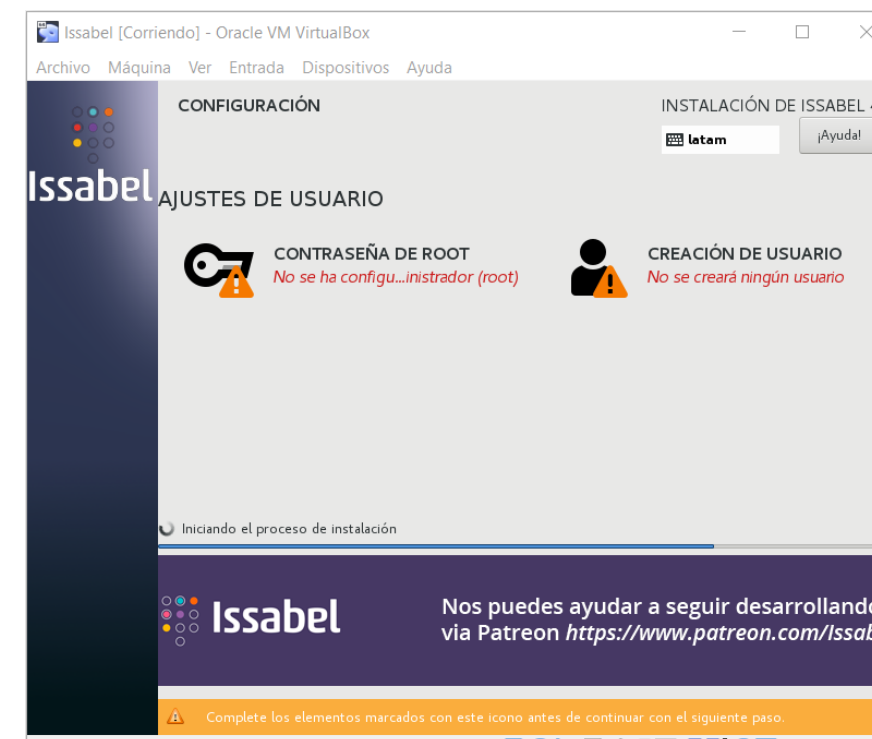 Issabel [Corriendo] - Oracle VM VirtualBox
Archivo Máquina Ver Entrada Dispositivos Ayuda
Issabel
CONFIGURACIÓN
INSTALACIÓN DE ISSABEL
latam
¡Ayuda!
AJUSTES DE USUARIO
CONTRASEÑA DE ROOT
No se ha configu...inistrador (root)
CREACIÓN DE USUARIO
No se creará ningún usuario
Iniciando el proceso de instalación
Issabel
Nos puedes ayudar a seguir desarrollando
via Patreon https://www.patreon.com/Issab
Complete los elementos marcados con este icono antes de continuar con el siguiente paso.